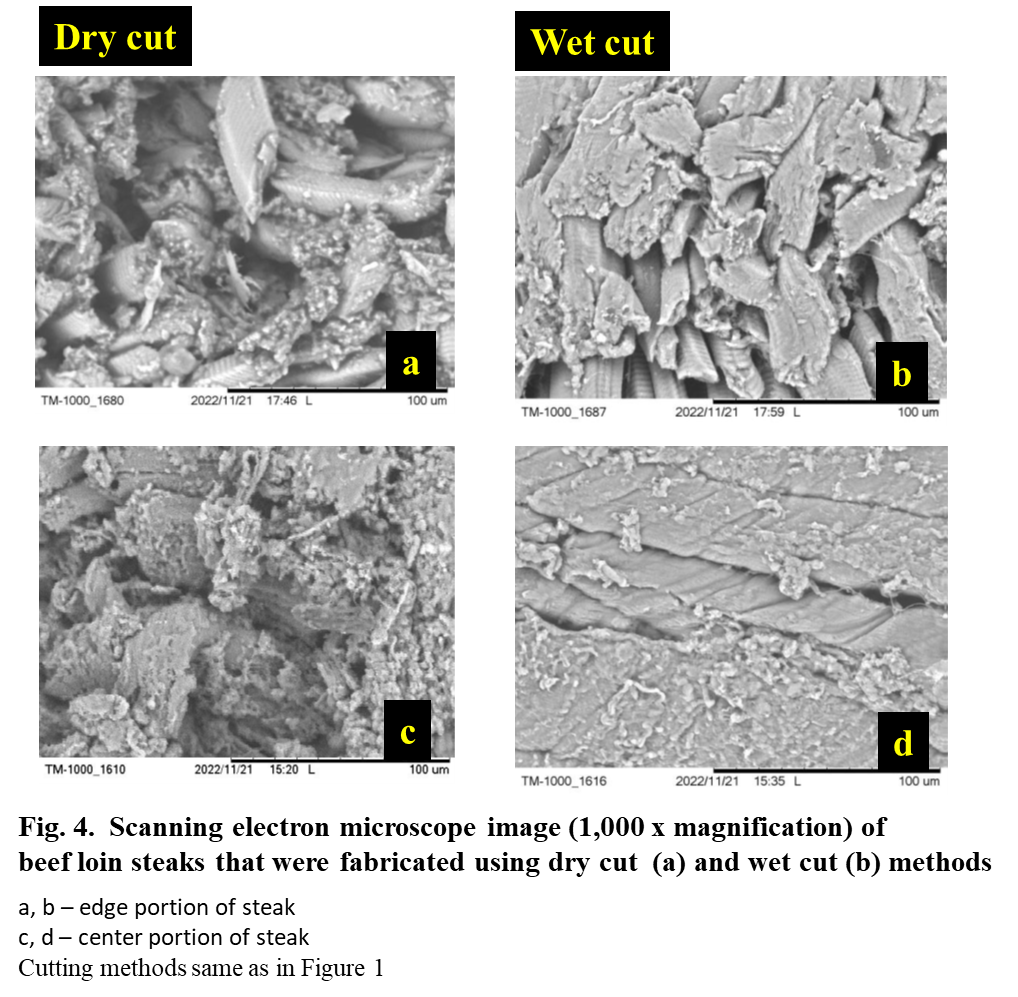 Dry cut
Wet cut
a
TM-1000_1680 2022/11/21 17:46 L 100 um
b
TM-1000_1687 2022/11/21 17:59 L 100 um
c
TM-1000_1610 2022/11/21 15:20 L 100 um
d
TM-1000_1616 2022/11/21 15:35 L 100 um
Fig. 4. Scanning electron microscope image (1,000 x magnification) of
beef loin steaks that were fabricated using dry cut (a) and wet cut (b) methods
a, b – edge portion of steak
c, d – center portion of steak
Cutting methods same as in Figure 1